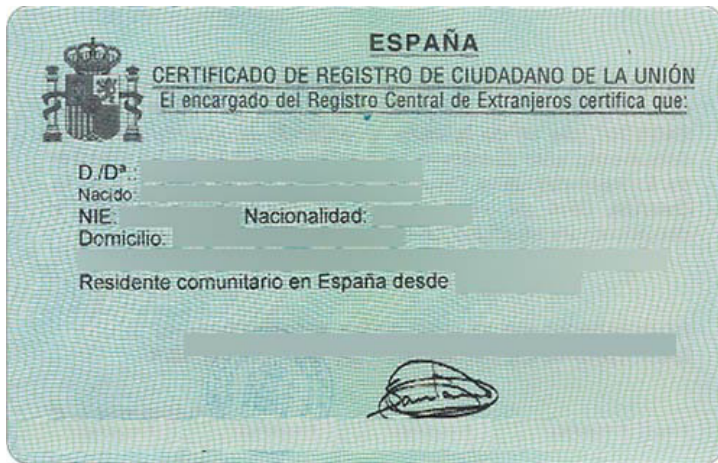 ESPAÑA
CERTIFICADO DE REGISTRO DE CIUDADANO DE LA UNIÓN
El encargado del Registro Central de Extranjeros certifica que:
D./Dª.:
Nacido:
NIE: Nacionalidad:
Domicilio:
Residente comunitario en España desde